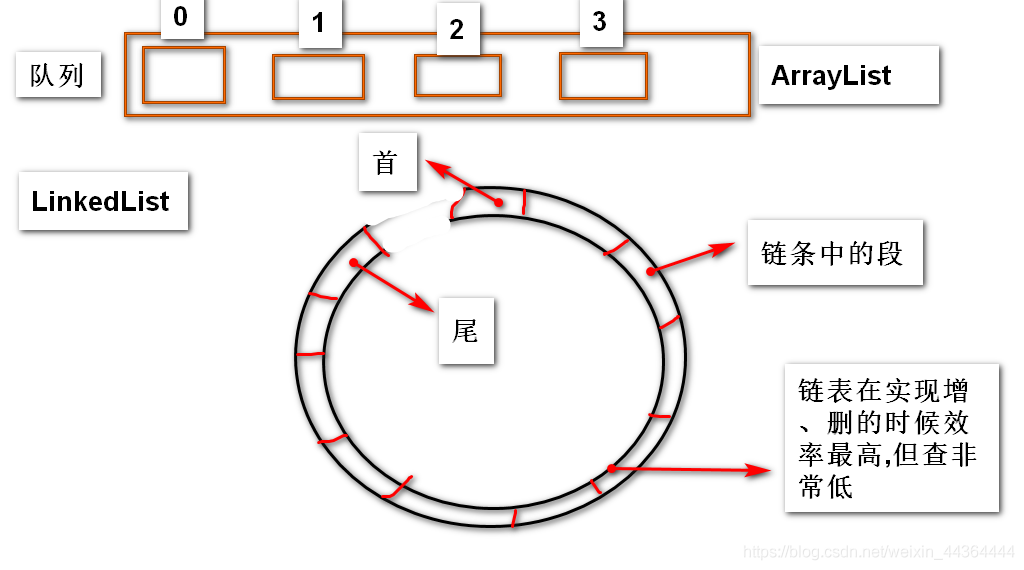 0
1
2
3
队列
ArrayList
首
LinkedList
链条中的段
尾
链表在实现增
、删的时候效
率最高,但查非
常低
https://blog.csdn.net/weixin_44364444